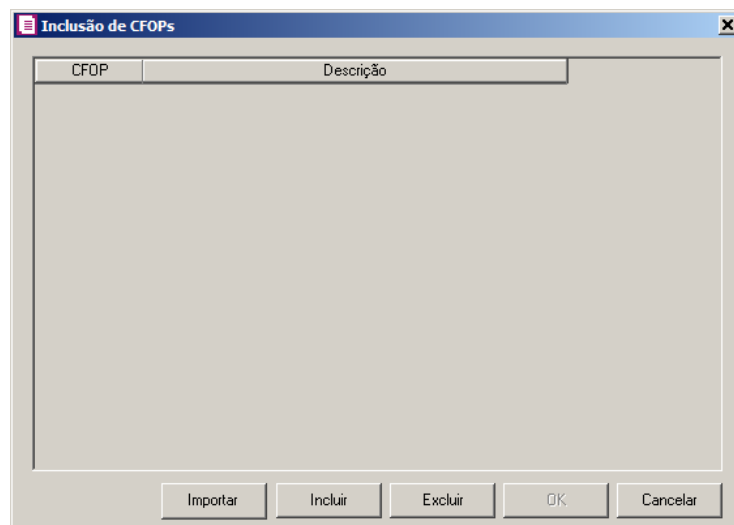 Inclusão de CFOPs
CFOP Descrição
Importar Incluir Excluir OK Cancelar